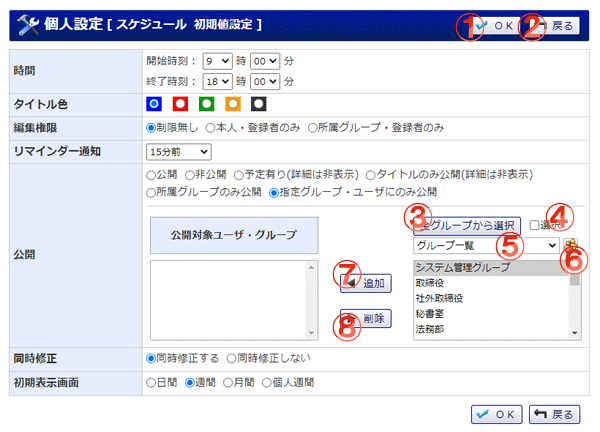 個人設定 [ スケジュール 初期値設定 ]
① OK ② 戻る
時間
開始時刻： 9 時 00 分
終了時刻： 18 時 00 分
タイトル色
編集権限
制限無し 本人・登録者のみ 所属グループ・登録者のみ
リマインダー通知
15分前
公開
公開 非公開 予定有り(詳細は非表示) タイトルのみ公開(詳細は非表示)
所属グループのみ公開 指定グループ・ユーザにのみ公開
公開対象ユーザ・グループ
③ 全グループから選択 ④ 選択
グループ一覧 ⑤ ⑥
⑦ 追加
⑧ 削除
システム管理グループ
取締役
社外取締役
秘書室
法務部
同時修正
同時修正する 同時修正しない
初期表示画面
日間 週間 月間 個人週間
OK 戻る